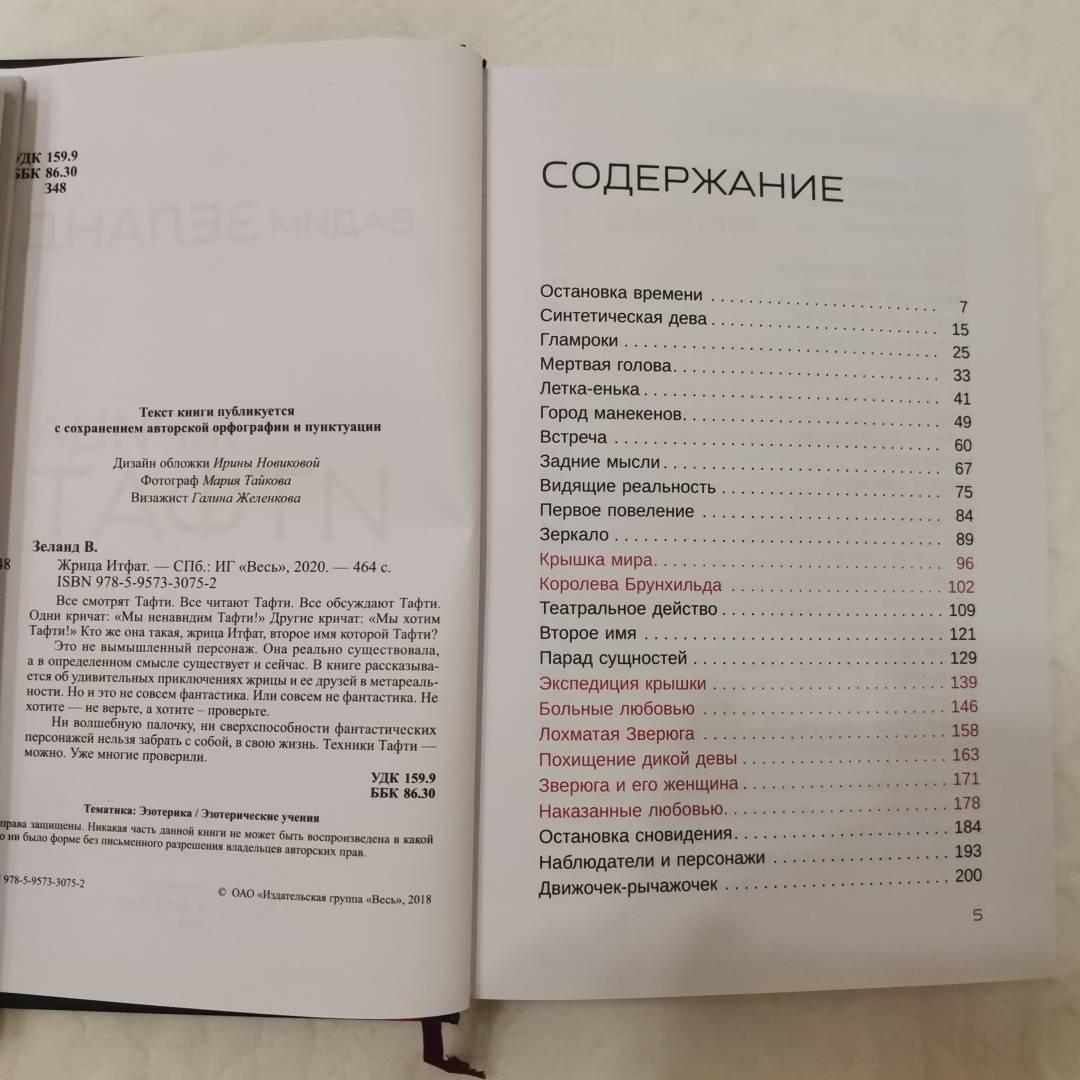 УДК 159.9
ББК 86.30
З48
Текст книги публикуется
с сохранением авторской орфографии и пунктуации
Дизайн обложки Ирины Новиковой
Фотограф Мария Тайкова
Визажист Галина Желенкова
Зеланд В.
48 Жрица Итфат. — СПб.: ИГ «Весь», 2020. — 464 с.
ISBN 978-5-9573-3075-2
Все смотрят Тафти. Все читают Тафти. Все обсуждают Тафти.
Одни кричат: «Мы ненавидим Тафти!» Другие кричат: «Мы хотим
Тафти!» Кто же она такая, жрица Итфат, второе имя которой Тафти?
Это не вымышленный персонаж. Она реально существовала,
а в определенном смысле существует и сейчас. В книге рассказыва-
ется об удивительных приключениях жрицы и ее друзей в метареаль-
ности. Но и это не совсем фантастика. Или совсем не фантастика. Не
хотите — не верьте, а хотите – проверьте.
Ни волшебную палочку, ни сверхспособности фантастических
персонажей нельзя забрать с собой, в свою жизнь. Техники Тафти —
можно. Уже многие проверили.
УДК 159.9
ББК 86.30
Тематика: Эзотерика / Эзотерические учения
права защищены. Никакая часть данной книги не может быть воспроизведена в какой
о ни было форме без письменного разрешения владельцев авторских прав.
978-5-9573-3075-2
© ОАО «Издательская группа «Весь», 2018
СОДЕРЖАНИЕ
Остановка времени . . . . . . . . . . . . . . . . . . . . . . . . 7
Синтетическая дева . . . . . . . . . . . . . . . . . . . . . . . . 15
Гламроки . . . . . . . . . . . . . . . . . . . . . . . . . . . . . . . . . 25
Мертвая голова. . . . . . . . . . . . . . . . . . . . . . . . . . . . 33
Летка-енька . . . . . . . . . . . . . . . . . . . . . . . . . . . . . . . 41
Город манекенов. . . . . . . . . . . . . . . . . . . . . . . . . . . 49
Встреча . . . . . . . . . . . . . . . . . . . . . . . . . . . . . . . . . . 60
Задние мысли . . . . . . . . . . . . . . . . . . . . . . . . . . . . . 67
Видящие реальность . . . . . . . . . . . . . . . . . . . . . . . 75
Первое повеление . . . . . . . . . . . . . . . . . . . . . . . . . 84
Зеркало . . . . . . . . . . . . . . . . . . . . . . . . . . . . . . . . . . 89
Крышка мира. . . . . . . . . . . . . . . . . . . . . . . . . . . . . . 96
Королева Брунхильда . . . . . . . . . . . . . . . . . . . . . . 102
Театральное действо . . . . . . . . . . . . . . . . . . . . . . . 109
Второе имя . . . . . . . . . . . . . . . . . . . . . . . . . . . . . . . 121
Парад сущностей . . . . . . . . . . . . . . . . . . . . . . . . . . 129
Экспедиция крышки . . . . . . . . . . . . . . . . . . . . . . . . 139
Больные любовью . . . . . . . . . . . . . . . . . . . . . . . . . 146
Лохматая Зверюга . . . . . . . . . . . . . . . . . . . . . . . . . 158
Похищение дикой девы . . . . . . . . . . . . . . . . . . . . . 163
Зверюга и его женщина . . . . . . . . . . . . . . . . . . . . . 171
Наказанные любовью. . . . . . . . . . . . . . . . . . . . . . . 178
Остановка сновидения. . . . . . . . . . . . . . . . . . . . . . 184
Наблюдатели и персонажи . . . . . . . . . . . . . . . . . . 193
Движочек-рычажочек . . . . . . . . . . . . . . . . . . . . . . . 200
5